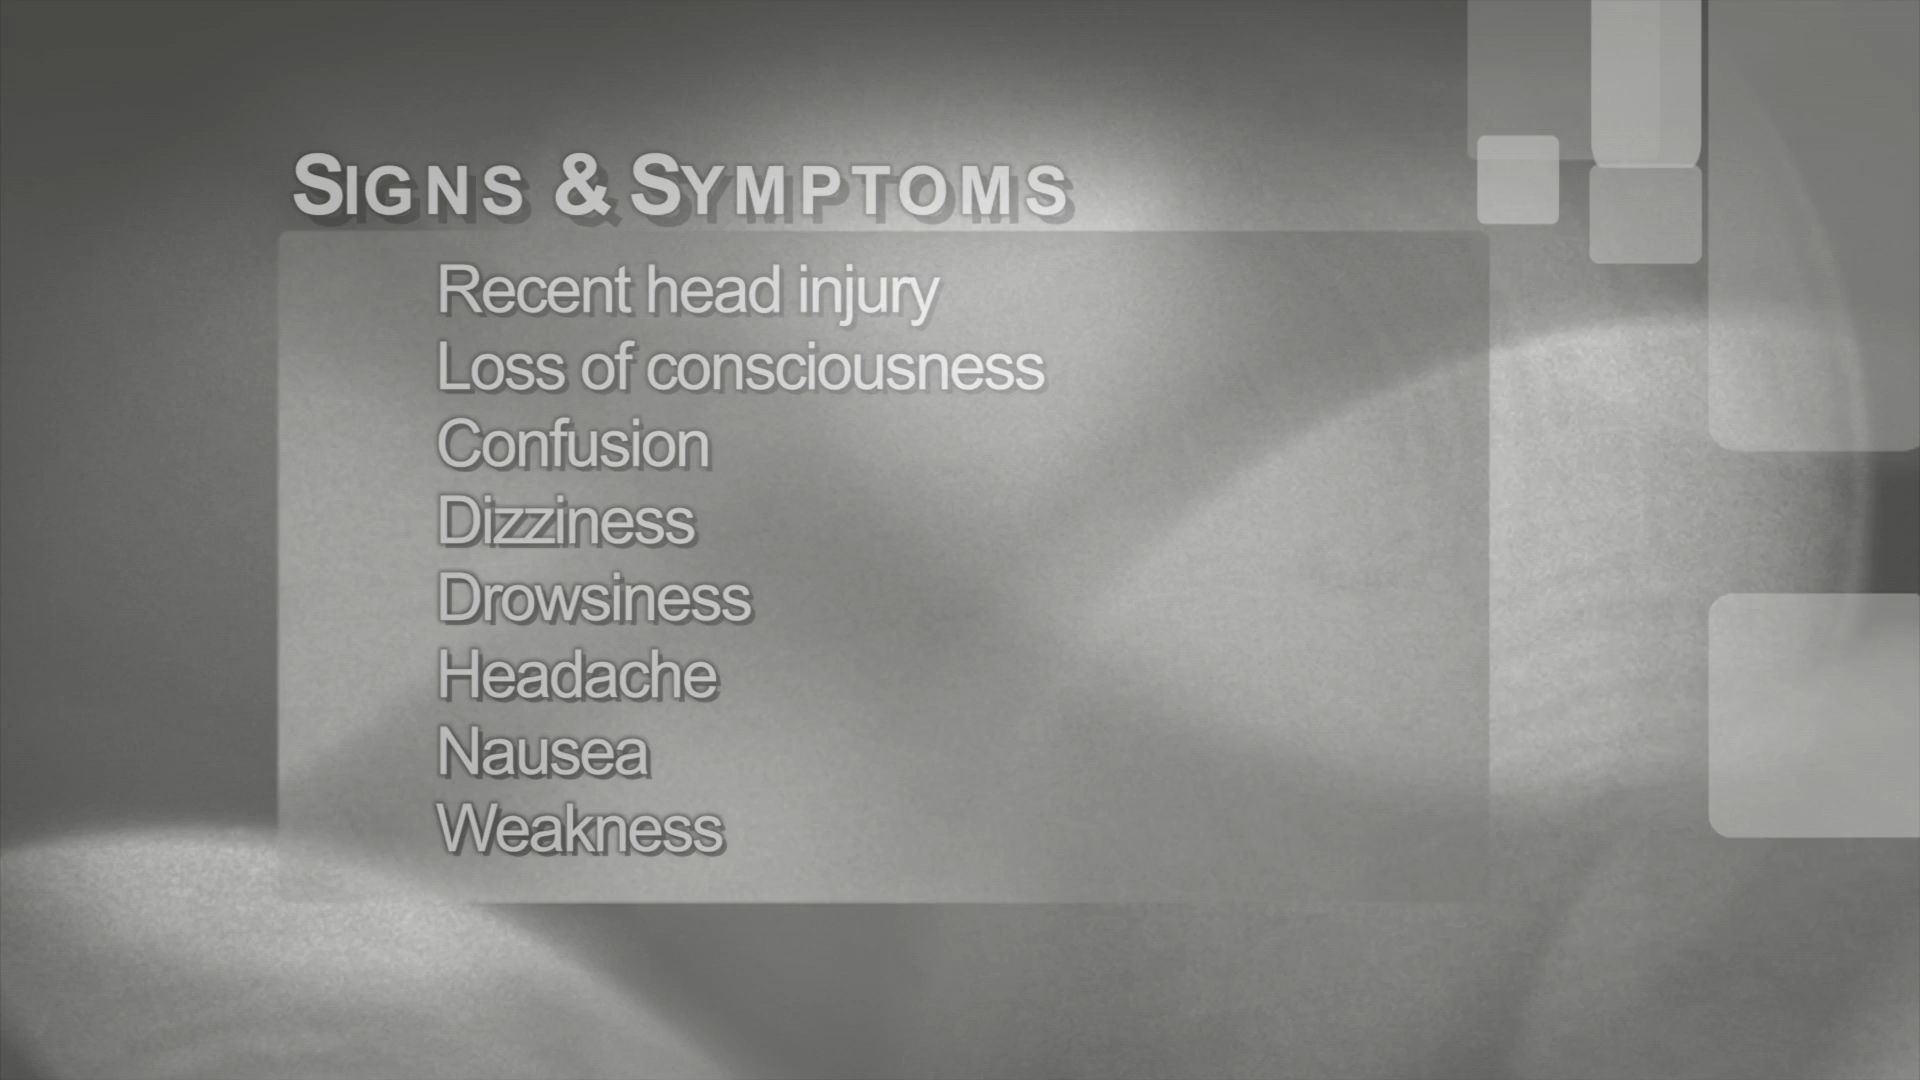 Signs & Symptoms
Recent head injury
Loss of consciousness
Confusion
Dizziness
Drowsiness
Headache
Nausea
Weakness